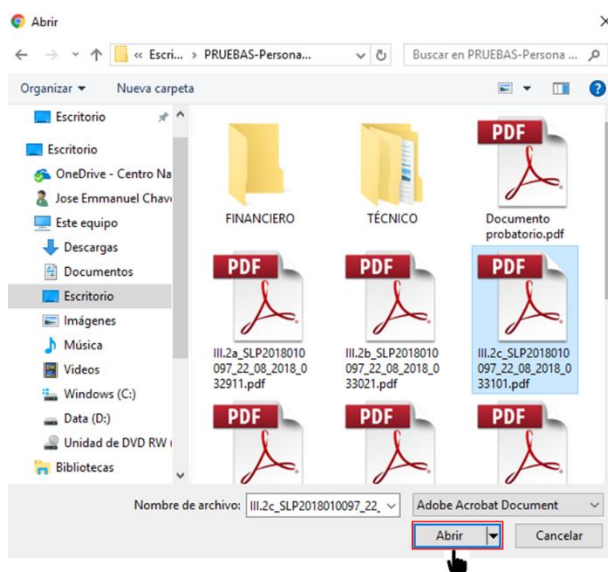 Abrir
« Escri... › PRUEBAS-Persona...
Buscar en PRUEBAS-Persona ...
Organizar
Nueva carpeta
Escritorio
Escritorio
OneDrive - Centro Na
Jose Emmanuel Chav
Este equipo
Descargas
Documentos
Escritorio
Imágenes
Música
Videos
Windows (C:)
Data (D:)
Unidad de DVD RW (
Bibliotecas
FINANCIERO
TÉCNICO
PDF
Documento
probatorio.pdf
PDF
III.2a_SLP2018010
097_22_08_2018_0
32911.pdf
PDF
III.2b_SLP2018010
097_22_08_2018_0
33021.pdf
PDF
III.2c_SLP2018010
097_22_08_2018_0
33101.pdf
PDF
PDF
PDF
Nombre de archivo: III.2c_SLP2018010097_22_
Adobe Acrobat Document
Abrir
Cancelar